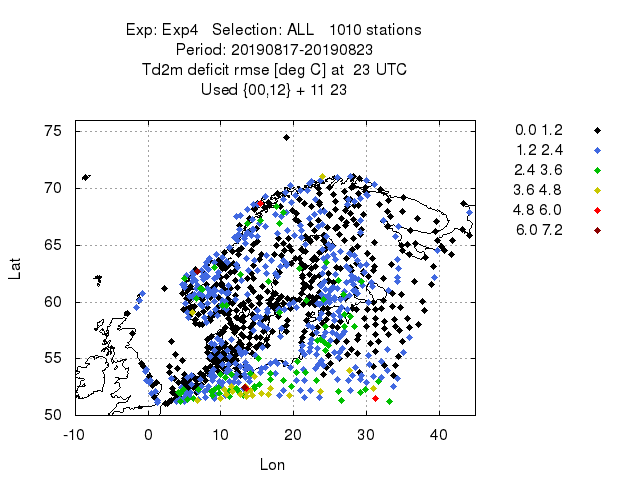 Exp: Exp4 Selection: ALL 1010 stations
Period: 20190817-20190823
Td2m deficit rmse [deg C] at 23 UTC
Used {00,12} + 11 23
0.0 1.2
1.2 2.4
2.4 3.6
3.6 4.8
4.8 6.0
6.0 7.2
75
70
65
60
55
50
Lat
-10 0 10 20 30 40
Lon